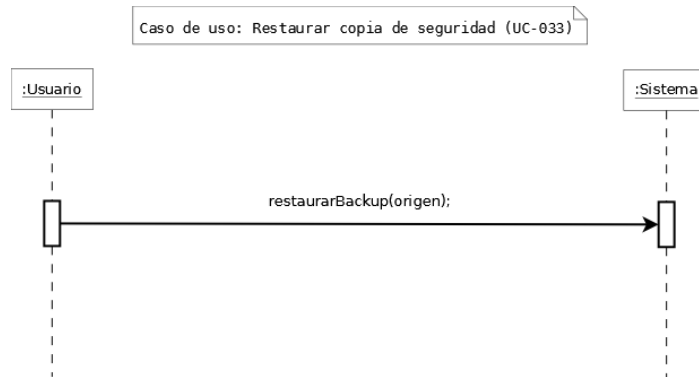 Caso de uso: Restaurar copia de seguridad (UC-033)
:Usuario
:Sistema
restaurarBackup(origen);